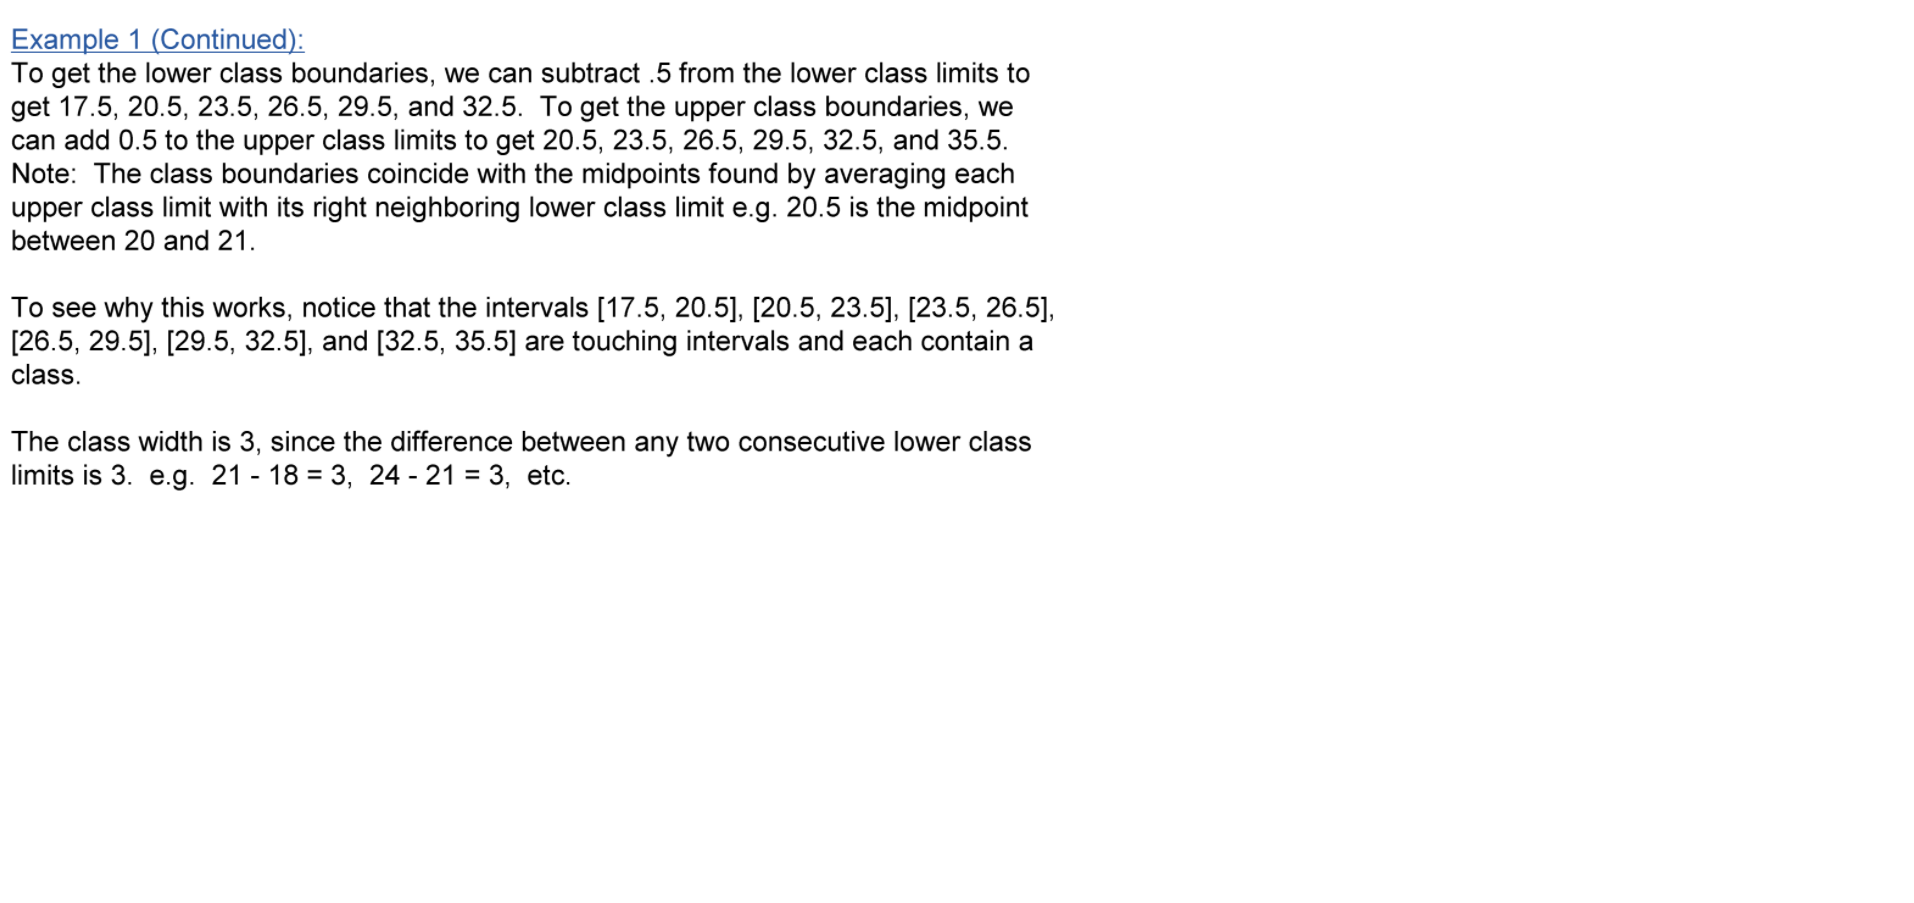 Example 1 (Continued):
To get the lower class boundaries, we can subtract .5 from the lower class limits to
get 17.5, 20.5, 23.5, 26.5, 29.5, and 32.5.  To get the upper class boundaries, we
can add 0.5 to the upper class limits to get 20.5, 23.5, 26.5, 29.5, 32.5, and 35.5.
Note:  The class boundaries coincide with the midpoints found by averaging each
upper class limit with its right neighboring lower class limit e.g. 20.5 is the midpoint
between 20 and 21.
To see why this works, notice that the intervals [17.5, 20.5], [20.5, 23.5], [23.5, 26.5],
[26.5, 29.5], [29.5, 32.5], and [32.5, 35.5] are touching intervals and each contain a
class.
The class width is 3, since the difference between any two consecutive lower class
limits is 3.  e.g.  21 - 18 = 3,  24 - 21 = 3,  etc.